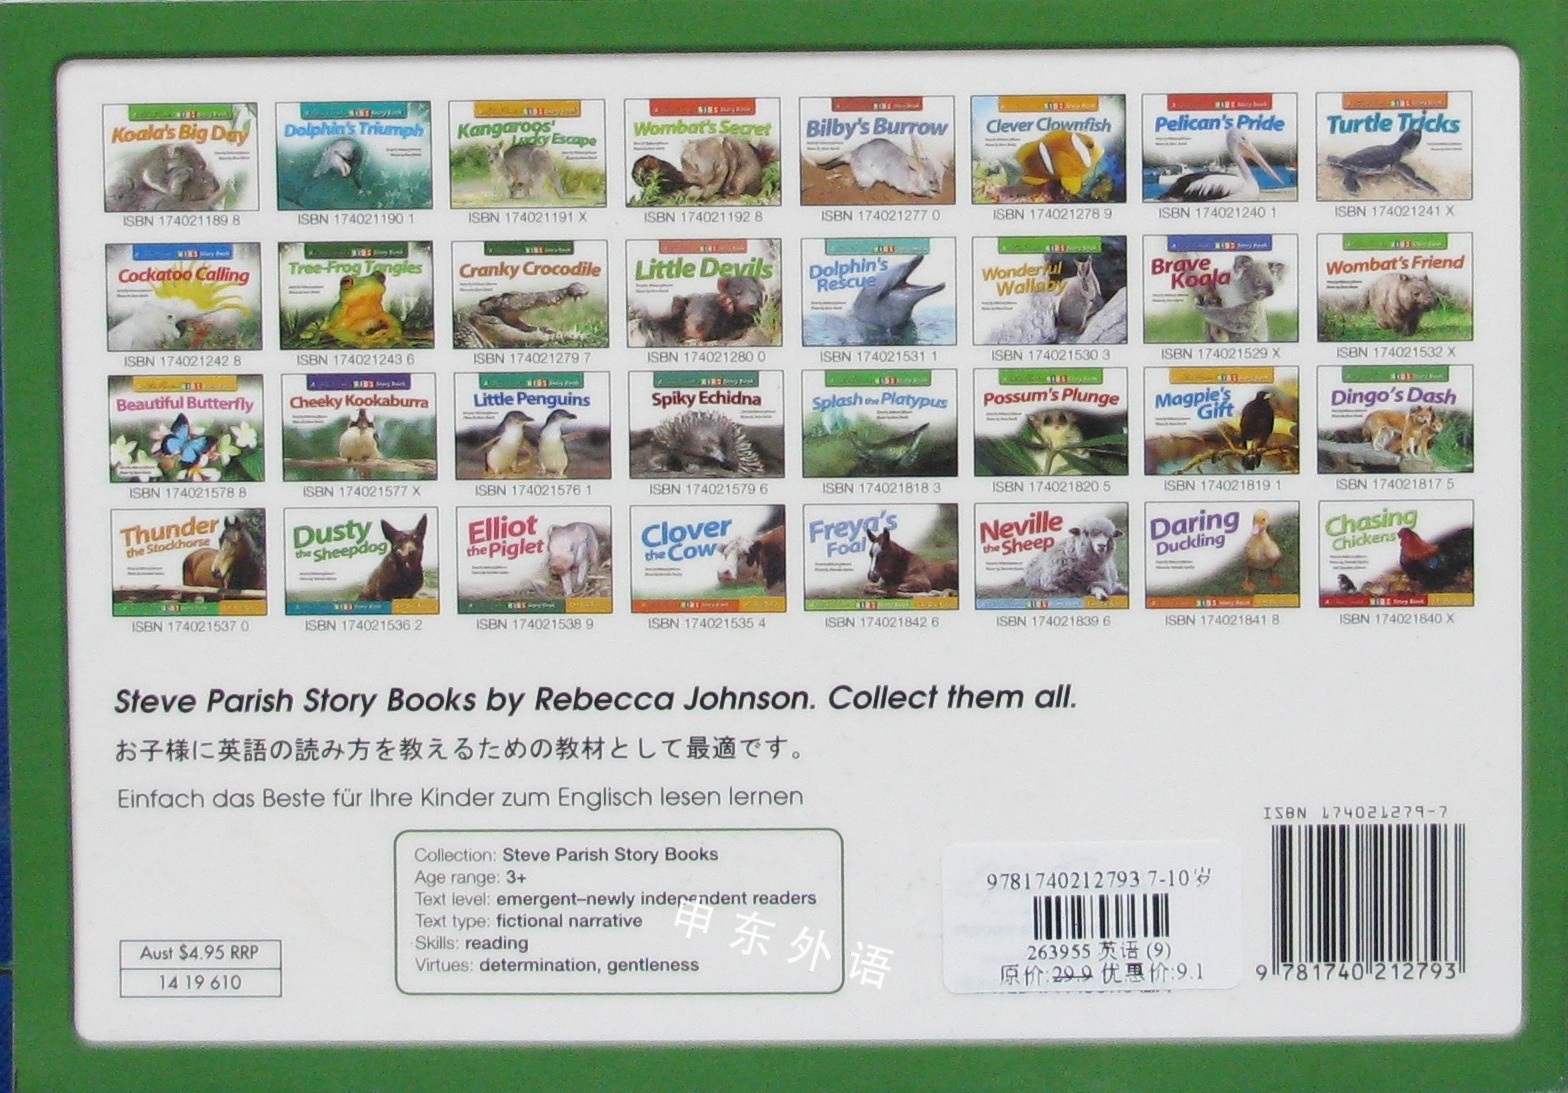 Koala's Big Day
Dolphin's Triumph
Kangaroos' Escape
Wombat's Secret
Bilby's Burrow
Clever Clownfish
Pelican's Pride
Turtle Tricks
ISBN 174021189 8
ISBN 174021190 1
ISBN 174021191 X
ISBN 174021192 8
ISBN 174021277 0
ISBN 174021278 9
ISBN 174021240 1
ISBN 174021241 X
Cockatoo Calling
Tree-Frog Tangles
Cranky Crocodile
Little Devils
Dolphin's
Rescue
Wonderful
Wallaby
Brave
Koala
Wombat's Friend
ISBN 174021242 8
ISBN 174021243 6
ISBN 174021279 7
ISBN 174021280 0
ISBN 174021531 1
ISBN 174021530 3
ISBN 174021529 X
ISBN 174021532 X
Beautiful Butterfly
Cheeky Kookaburra
Little Penguins
Spiky Echidna
Splash the Platypus
Possum's Plunge
Magpie's
Gift
Dingo's Dash
ISBN 174021578 8
ISBN 174021577 X
ISBN 174021576 1
ISBN 174021579 6
ISBN 174021818 3
ISBN 174021820 5
ISBN 174021819 1
ISBN 174021817 5
Thunder
the Stockhorse
Dusty
the Sheepdog
Elliot
the Piglet
Clover
the Cow
Freya's
Foal
Neville
the Sheep
Daring
Duckling
Chasing
Chickens
ISBN 174021537 0
ISBN 174021536 2
ISBN 174021538 9
ISBN 174021535 4
ISBN 174021842 6
ISBN 174021839 6
ISBN 174021841 8
ISBN 174021840 X
Steve Parish Story Books by Rebecca Johnson. Collect them all.
お子様に英語の読み方を教えるための教材として最適です。
Einfach das Beste für Ihre Kinder zum Englisch lesen lernen
Collection: Steve Parish Story Books
Age range: 3+
Text level: emergent–newly independent readers
Text type: fictional narrative
Skills: reading
Virtues: determination, gentleness
Aust $4.95 RRP
14 19 610
申东外语
9781740212793 7-10岁
263955 英语 (9)
原价:29.9 优惠价:9.1
ISBN 174021279-7
9 781740 212793